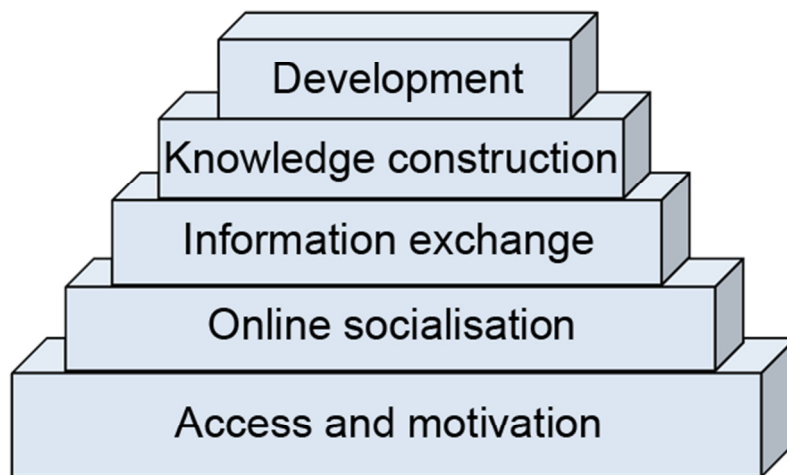 Development
Knowledge construction
Information exchange
Online socialisation
Access and motivation